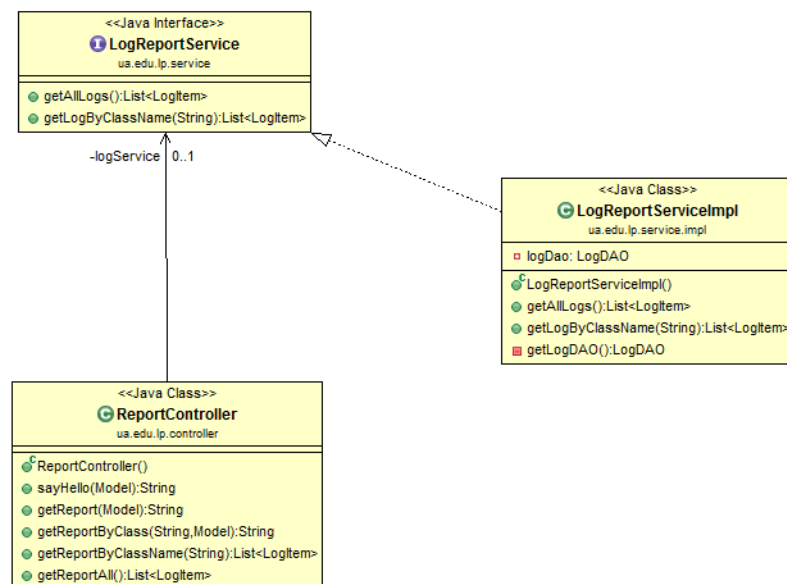 <<Java Interface>>
LogReportService
ua.edu.lp.service
getAllLogs():List<LogItem>
getLogByClassName(String):List<LogItem>
-logService 0..1
<<Java Class>>
LogReportServiceImpl
ua.edu.lp.service.impl
logDao: LogDAO
LogReportServiceImpl()
getAllLogs():List<LogItem>
getLogByClassName(String):List<LogItem>
getLogDAO():LogDAO
<<Java Class>>
ReportController
ua.edu.lp.controller
ReportController()
sayHello(Model):String
getReport(Model):String
getReportByClass(String,Model):String
getReportByClassName(String):List<LogItem>
getReportAll():List<LogItem>